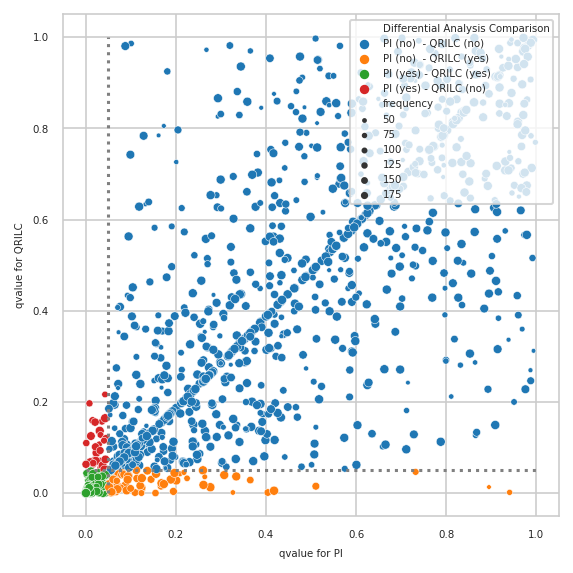 Differential Analysis Comparison
PI (no) - QRILC (no)
PI (no) - QRILC (yes)
PI (yes) - QRILC (yes)
PI (yes) - QRILC (no)
frequency
50
75
100
125
150
175
1.0
0.8
0.6
0.4
0.2
0.0
qvalue for QRILC
0.0 0.2 0.4 0.6 0.8 1.0
qvalue for PI